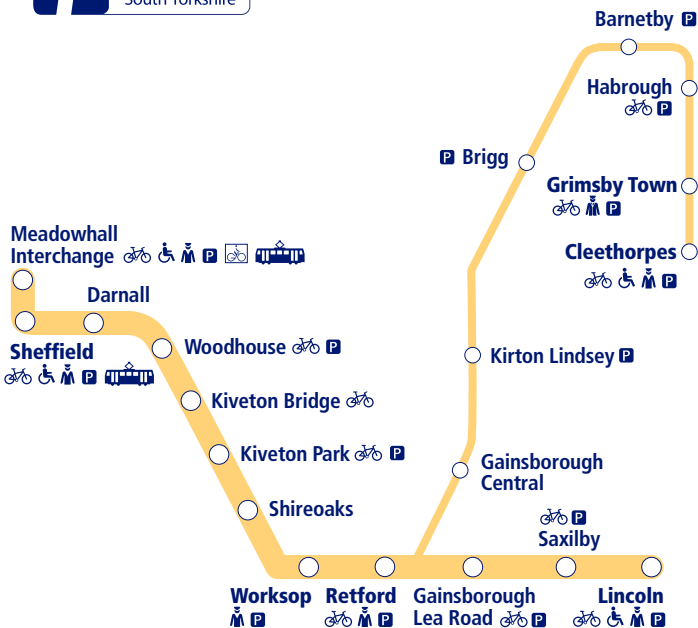 South Yorkshire
Barnetby P
Habrough
P
P Brigg
Grimsby Town
P
Meadowhall
Interchange P
Cleethorpes
P
Darnall
Sheffield
P
Woodhouse P
Kirton Lindsey P
Kiveton Bridge
Kiveton Park P
Gainsborough
Central
Shireoaks
P
Saxilby
Worksop
P
Retford
P
Gainsborough
Lea Road P
Lincoln
P